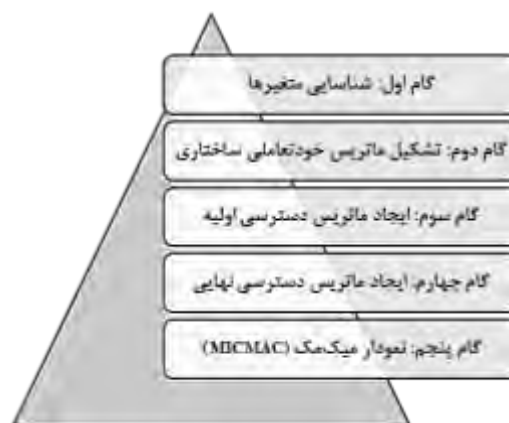 گام اول: شناسایی متغیرها
گام دوم: تشکیل ماتریس خودتعاملی ساختاری
گام سوم: ایجاد ماتریس دسترسی اولیه
گام چهارم: ایجاد ماتریس دسترسی نهایی
گام پنجم: نمودار میک‌مک (MICMAC)